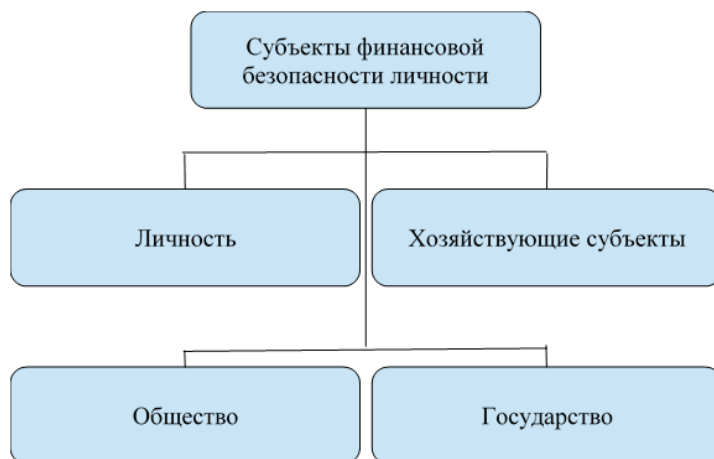 Субъекты финансовой
безопасности личности
Личность
Хозяйствующие субъекты
Общество
Государство